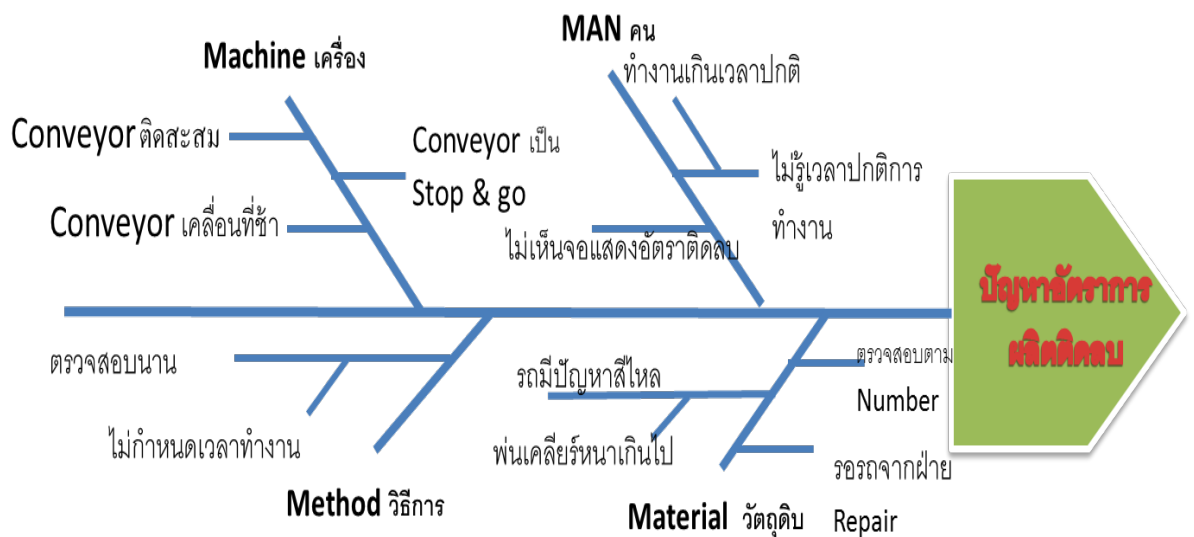 MAN คน
Machine เครื่อง
ทำงานเกินเวลาปกติ
Conveyor ติดสะสม
Conveyor เป็น
Stop & go
ไม่รู้เวลาปกติการ
ทำงาน
Conveyor เคลื่อนที่ช้า
ไม่เห็นจอแสดงอัตราติดลบ
ปัญหาอัตราการ
ผลิตติดลบ
ตรวจสอบนาน
รถมีปัญหาสีไหล
ตรวจสอบตาม
Number
ไม่กำหนดเวลาทำงาน
พ่นเคลียร์หนาเกินไป
รอรถจากฝ่าย
Repair
Method วิธีการ
Material วัตถุดิบ